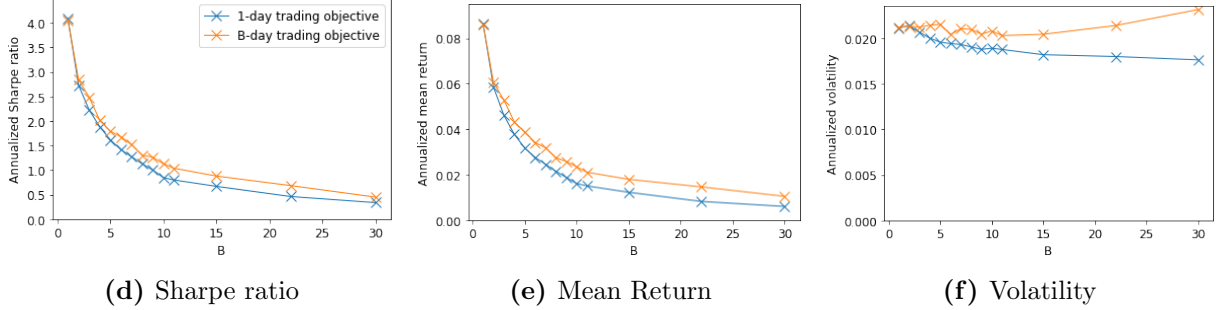 Annualized Sharpe ratio
4.0
3.5
3.0
2.5
2.0
1.5
1.0
0.5
0.0
0 5 10 15 20 25 30
B
1-day trading objective
B-day trading objective
(d) Sharpe ratio
Annualized mean return
0.08
0.06
0.04
0.02
0.00
0 5 10 15 20 25 30
B
(e) Mean Return
Annualized volatility
0.020
0.015
0.010
0.005
0.000
0 5 10 15 20 25 30
B
(f) Volatility